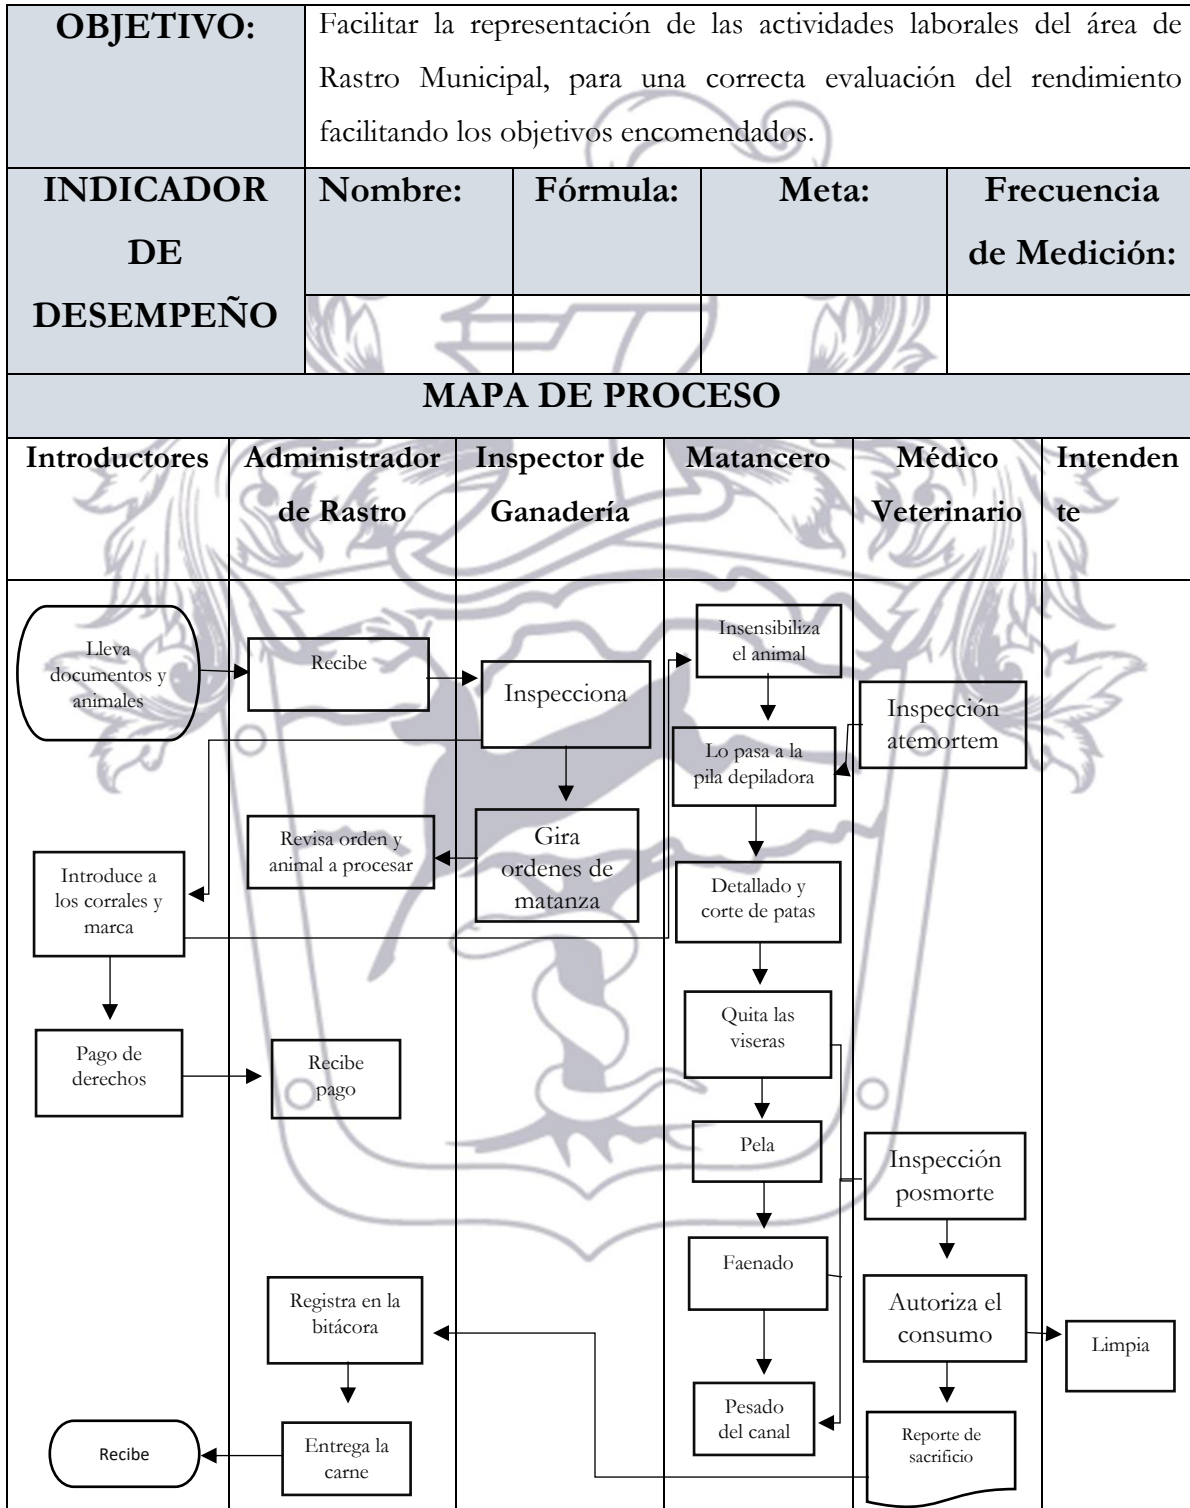 OBJETIVO:
Facilitar la representación de las actividades laborales del área de
Rastro Municipal, para una correcta evaluación del rendimiento
facilitando los objetivos encomendados.
INDICADOR
DE
DESEMPEÑO
Nombre:
Fórmula:
Meta:
Frecuencia
de Medición:
MAPA DE PROCESO
Introductores
Administrador
de Rastro
Inspector de
Ganadería
Matancero
Médico
Veterinario
Intenden
te
Lleva
documentos y
animales
Recibe
Inspecciona
Insensibiliza
el animal
Inspección
atemortem
Lo pasa a la
pila depiladora
Revisa orden y
animal a procesar
Gira
ordenes de
matanza
Introduce a
los corrales y
marca
Detallado y
corte de patas
Quita las
viseras
Pago de
derechos
Recibe
pago
Pela
Inspección
posmorte
Faenado
Registra en la
bitácora
Autoriza el
consumo
Limpia
Pesado
del canal
Reporte de
sacrificio
Entrega la
carne
Recibe